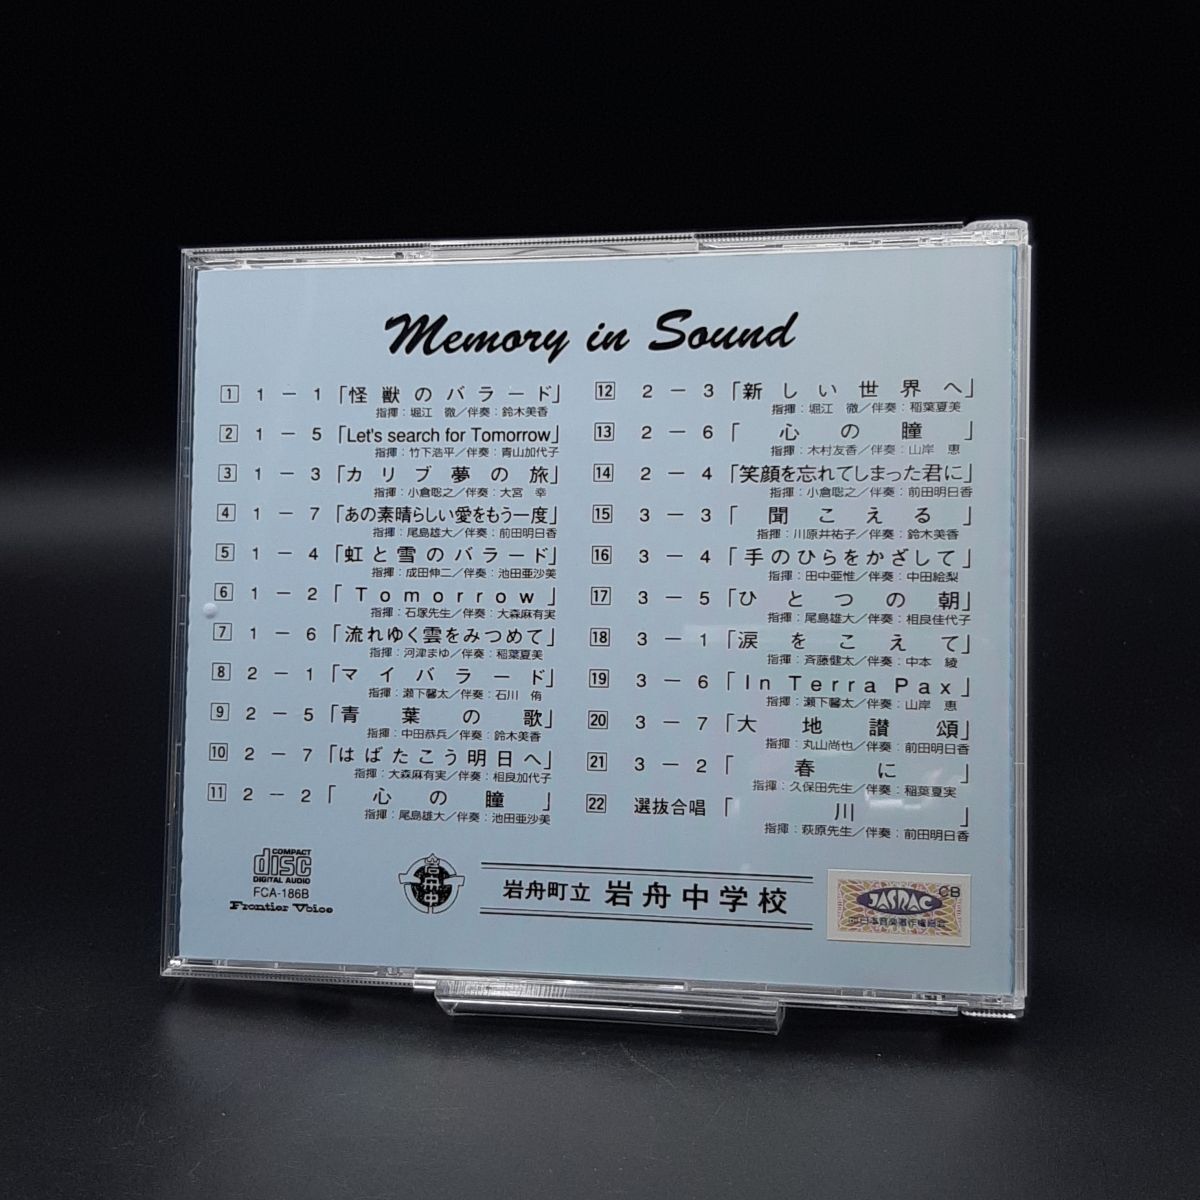 Memory in Sound
1 1－1「怪獣のバラード」
指揮：堀江 徹／伴奏：鈴木美香
2 1－5「Let's search for Tomorrow」
指揮：竹下浩平／伴奏：青山加代子
3 1－3「カリブ夢の旅」
指揮：小倉聡之／伴奏：大宮 幸
4 1－7「あの素晴らしい愛をもう一度」
指揮：尾島雄大／伴奏：前田明日香
5 1－4「虹と雪のバラード」
指揮：成田伸二／伴奏：池田亜沙美
6 1－2「Tomorrow」
指揮：石塚先生／伴奏：大森麻有実
7 1－6「流れゆく雲をみつめて」
指揮：河津まゆ／伴奏：稲葉夏美
8 2－1「マイバラード」
指揮：瀬下馨太／伴奏：石川 侑
9 2－5「青葉の歌」
指揮：中田恭兵／伴奏：鈴木美香
10 2－7「はばたこう明日へ」
指揮：大森麻有実／伴奏：相良加代子
11 2－2「心の瞳」
指揮：尾島雄大／伴奏：池田亜沙美
12 2－3「新しい世界へ」
指揮：堀江 徹／伴奏：稲葉夏美
13 2－6「心の瞳」
指揮：木村友香／伴奏：山岸 恵
14 2－4「笑顔を忘れてしまった君に」
指揮：小倉聡之／伴奏：前田明日香
15 3－3「聞こえる」
指揮：川原井祐子／伴奏：鈴木美香
16 3－4「手のひらをかざして」
指揮：田中亜惟／伴奏：中田絵梨
17 3－5「ひとつの朝」
指揮：尾島雄大／伴奏：相良佳代子
18 3－1「涙をこえて」
指揮：斉藤健太／伴奏：中本 綾
19 3－6「In Terra Pax」
指揮：瀬下馨太／伴奏：山岸 恵
20 3－7「大地讃頌」
指揮：丸山尚也／伴奏：前田明日香
21 3－2「春に」
指揮：久保田先生／伴奏：稲葉夏実
22 選抜合唱「川」
指揮：萩原先生／伴奏：前田明日香
COMPACT
disc
DIGITAL AUDIO
FCA-186B
Frontier Voice
岩舟中
岩舟町立 岩舟中学校
CB
JASRAC
日本音楽著作権協会